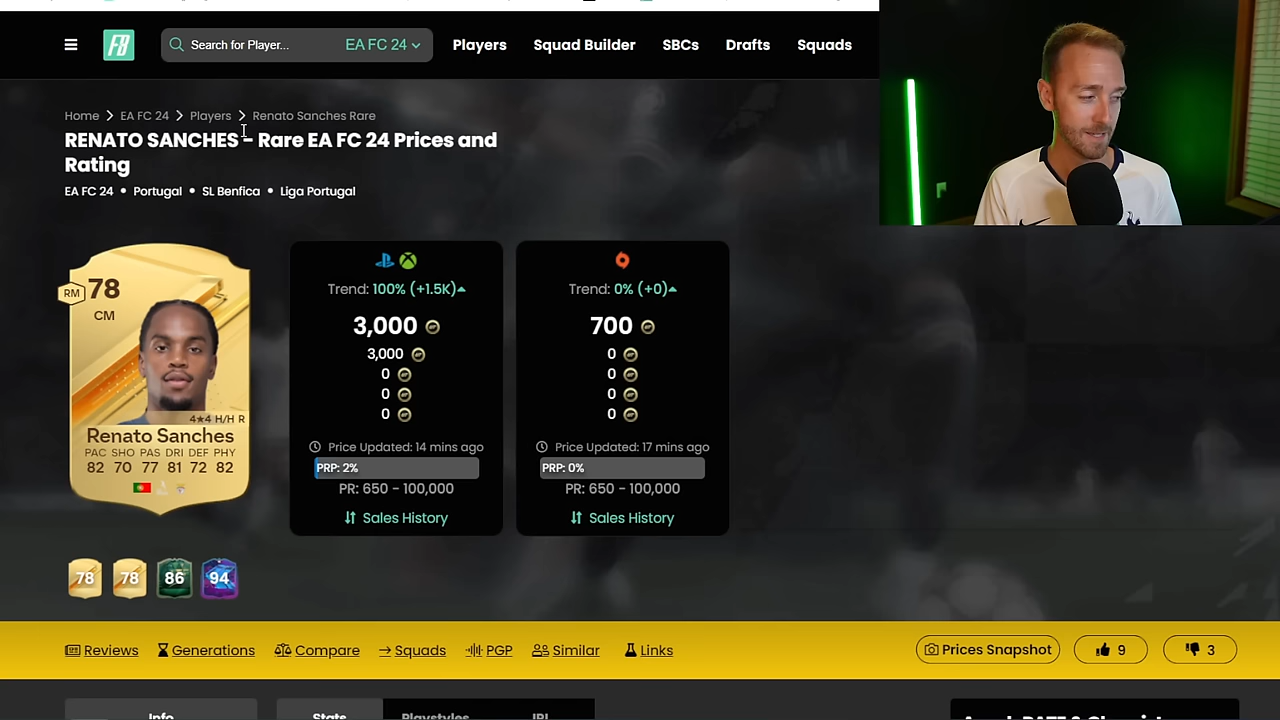 FB
Search for Player...
EA FC 24
Players
Squad Builder
SBCs
Drafts
Squads
Home
EA FC 24
Players
Renato Sanches Rare
RENATO SANCHES - Rare EA FC 24 Prices and
Rating
EA FC 24 • Portugal • SL Benfica • Liga Portugal
RM
78
CM
4★4 H/H R
Renato Sanches
PAC SHO PAS DRI DEF PHY
82 70 77 81 72 82
Trend: 100% (+1.5K)
3,000
3,000
0
0
0
Price Updated: 14 mins ago
PRP: 2%
PR: 650 - 100,000
Sales History
Trend: 0% (+0)
700
0
0
0
0
Price Updated: 17 mins ago
PRP: 0%
PR: 650 - 100,000
Sales History
78
78
86
94
Reviews
Generations
Compare
Squads
PGP
Similar
Links
Prices Snapshot
9
3
Info
Stats
Playstyles